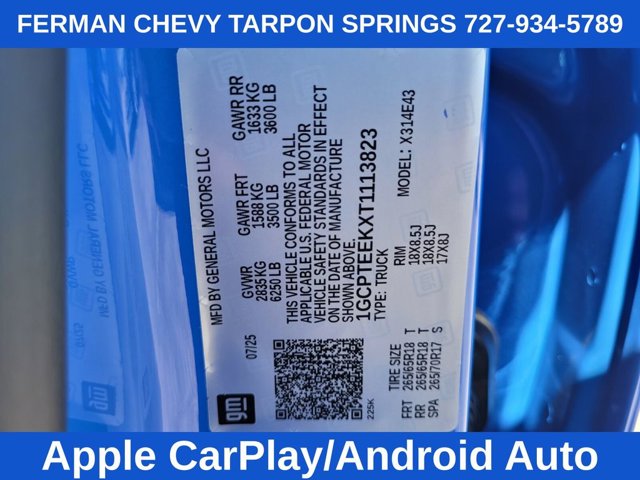 FERMAN CHEVY TARPON SPRINGS 727-934-5789
MFD BY GENERAL MOTORS LLC
07/25
GVWR
2835 KG
6250 LB
GAWR FRT
1588 KG
3500 LB
GAWR RR
1633 KG
3600 LB
THIS VEHICLE CONFORMS TO ALL
APPLICABLE U.S. FEDERAL MOTOR
VEHICLE SAFETY STANDARDS IN EFFECT
ON THE DATE OF MANUFACTURE
SHOWN ABOVE.
1GCPTEEKXT1113823
TYPE: TRUCK
MODEL: X314E43
TIRE SIZE RIM
FRT 265/65R18 T 18X8.5J
RR 265/65R18 T 18X8.5J
SPA 265/70R17 S 17X8J
gm
225K
Apple CarPlay/Android Auto